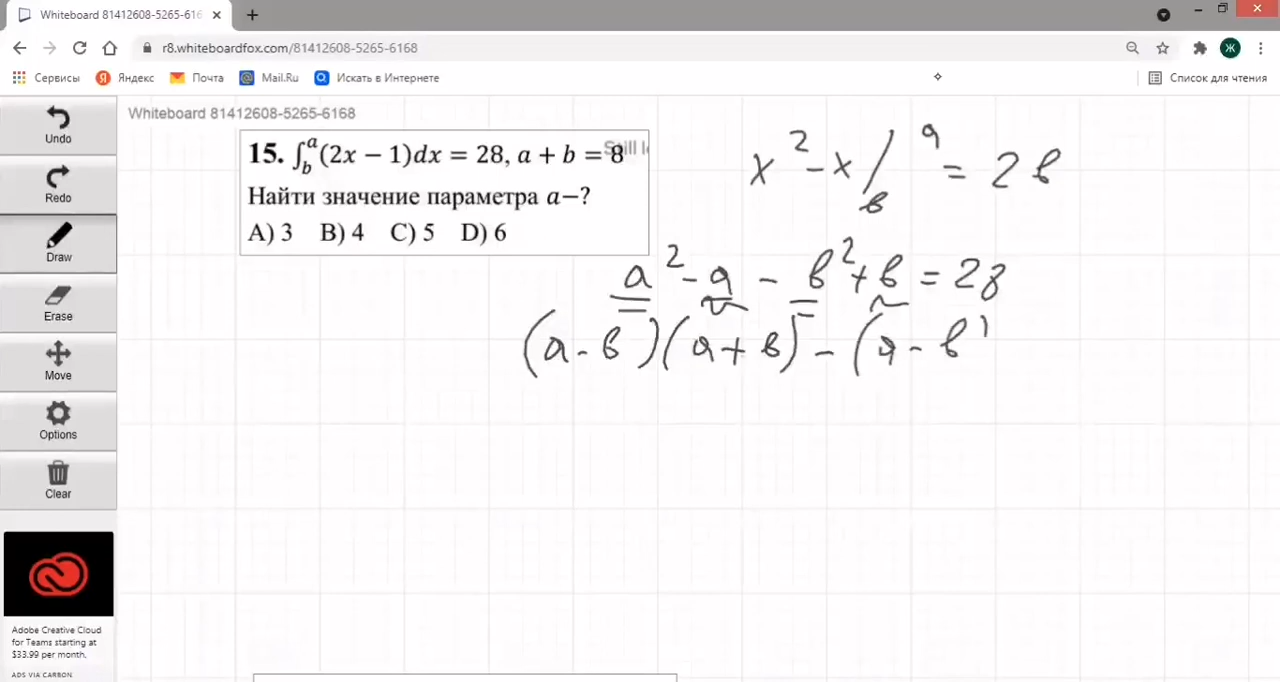 Whiteboard 81412608-5265-616
r8.whiteboardfox.com/81412608-5265-6168
Ж
Сервисы Яндекс Почта Mail.Ru Искать в Интернете Список для чтения
Whiteboard 81412608-5265-6168
Undo
Redo
Draw
Erase
Move
Options
Clear
15. ∫_b^a(2x − 1)dx = 28, a + b = 8
Найти значение параметра a−?
A) 3 B) 4 C) 5 D) 6
x² - x / ᵃ_в = 28
a² - a - в² + в = 28
(a - в)(a + в) - (a - в)
Adobe Creative Cloud
for Teams starting at
$33.99 per month.
ADS VIA CARBON